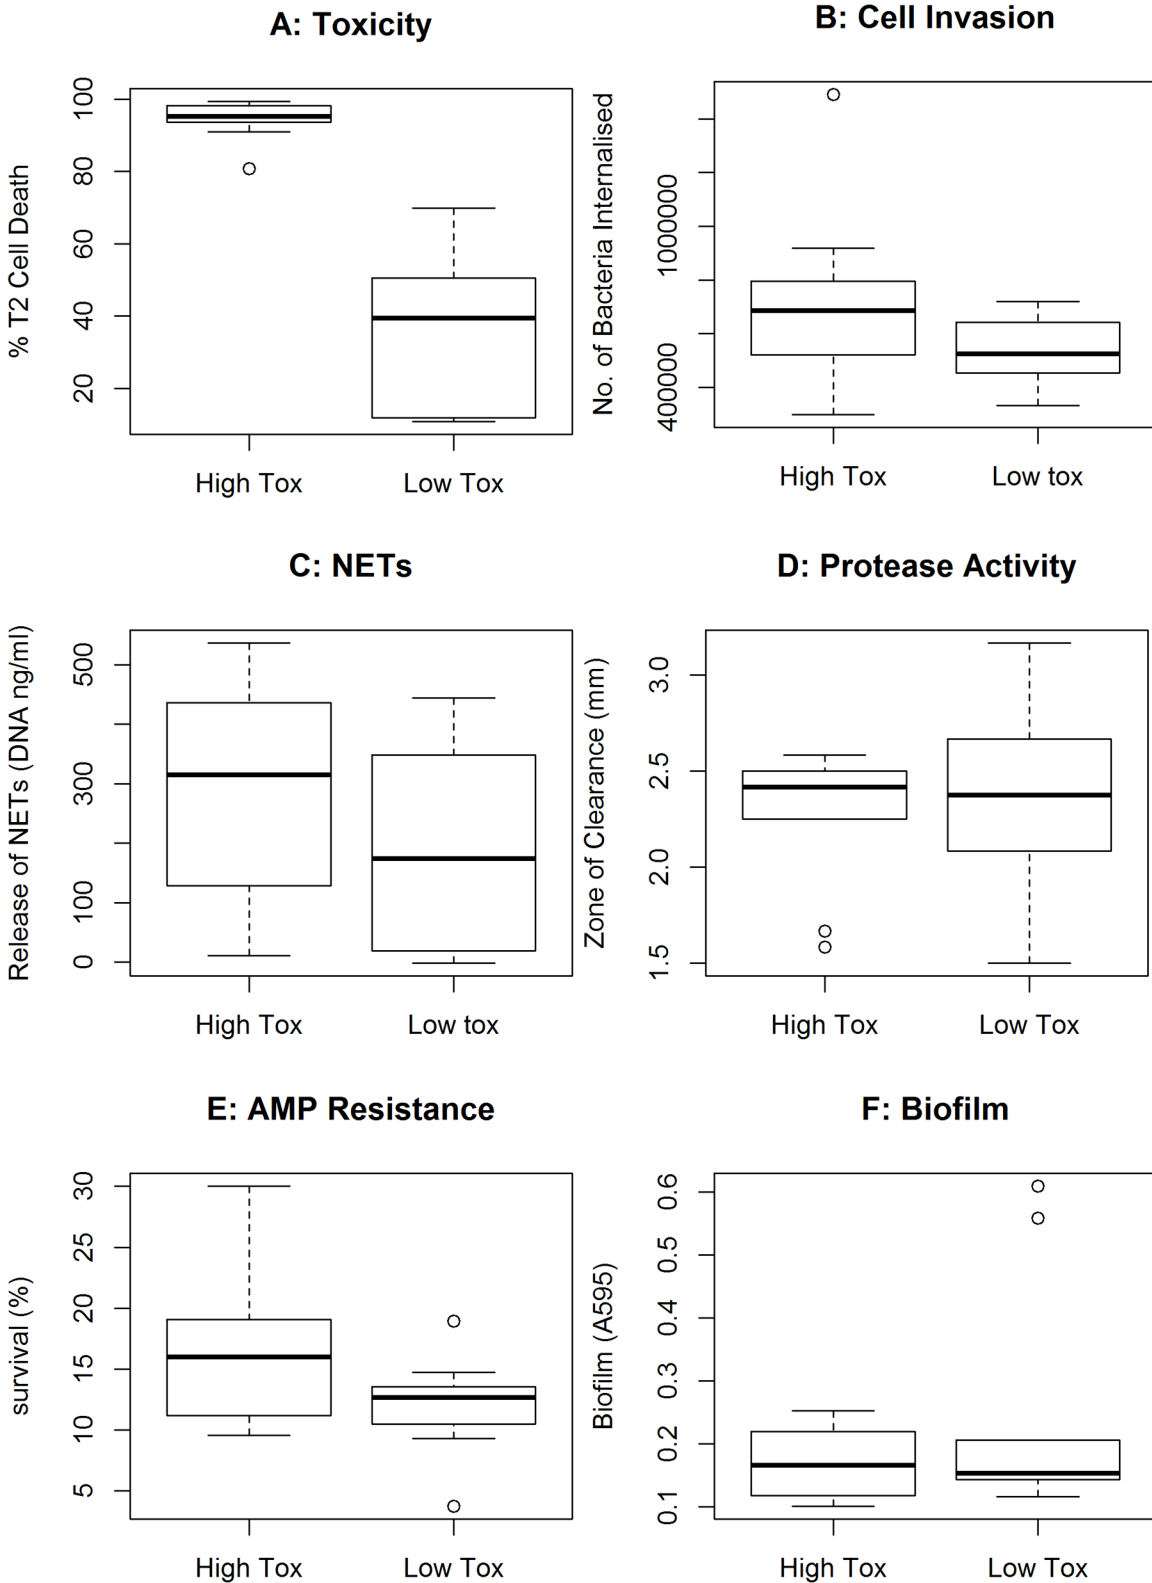 A: Toxicity
% T2 Cell Death
100
80
60
40
20
High Tox
Low Tox
B: Cell Invasion
No. of Bacteria Internalised
1000000
400000
High Tox
Low tox
C: NETs
Release of NETs (DNA ng/ml)
500
300
100
0
High Tox
Low tox
D: Protease Activity
Zone of Clearance (mm)
3.0
2.5
2.0
1.5
High Tox
Low Tox
E: AMP Resistance
survival (%)
30
25
20
15
10
5
High Tox
Low Tox
F: Biofilm
Biofilm (A595)
0.6
0.5
0.4
0.3
0.2
0.1
High Tox
Low Tox